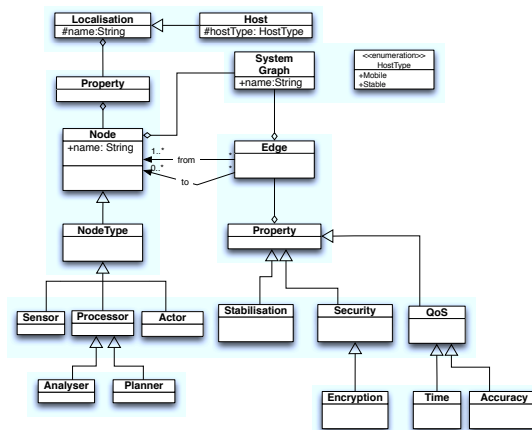 Localisation
#name:String
Host
#hostType: HostType
System
Graph
+name:String
<<enumeration>>
HostType
+Mobile
+Stable
Property
Node
+name: String
1..*
from
*
0..*
to
*
Edge
NodeType
Property
Sensor
Processor
Actor
Stabilisation
Security
QoS
Analyser
Planner
Encryption
Time
Accuracy